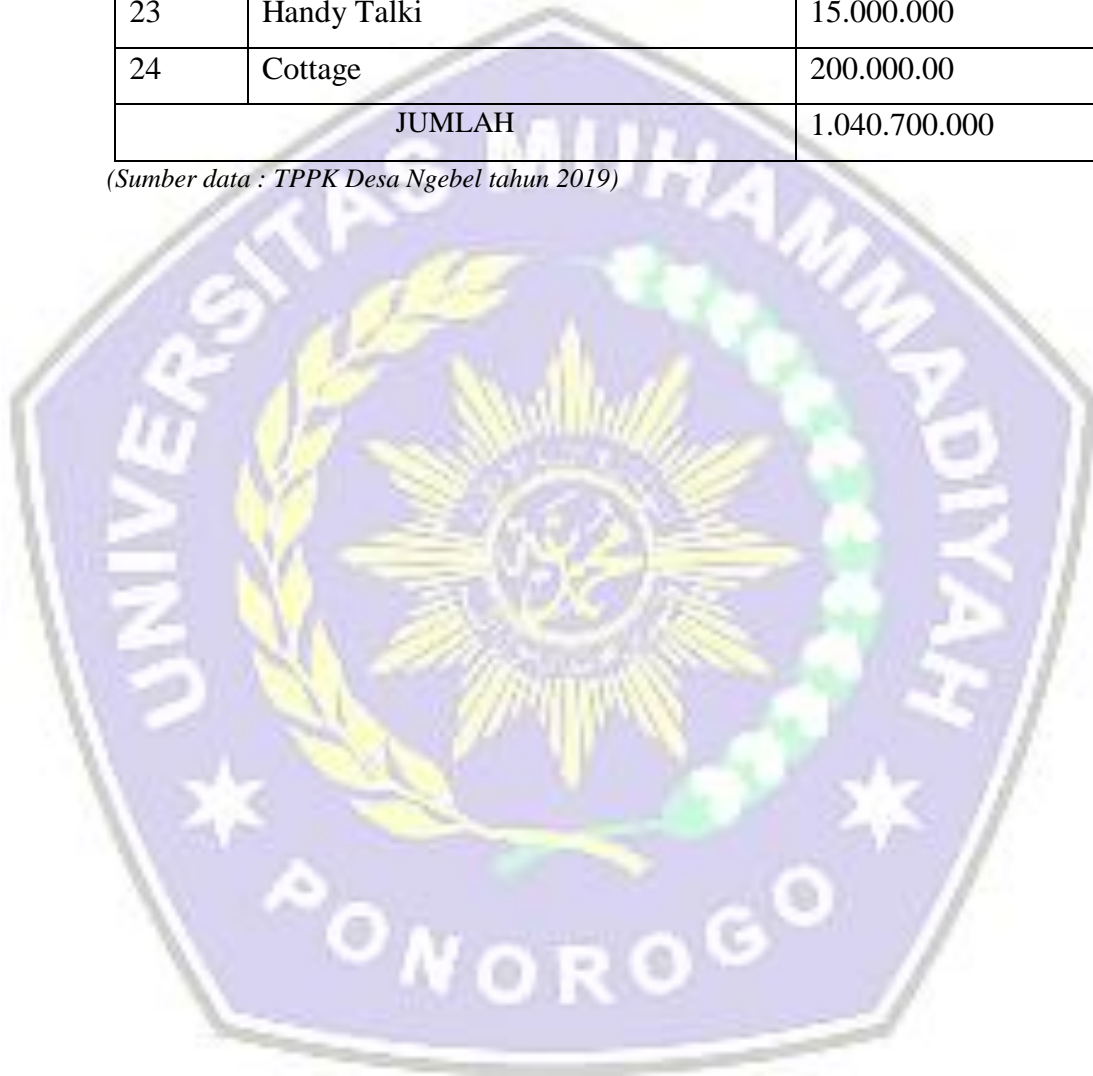 23 Handy Talki 15.000.000
24 Cottage 200.000.00
JUMLAH 1.040.700.000
(Sumber data : TPPK Desa Ngebel tahun 2019)
UNIVERSITAS MUHAMMADIYAH
PONOROGO